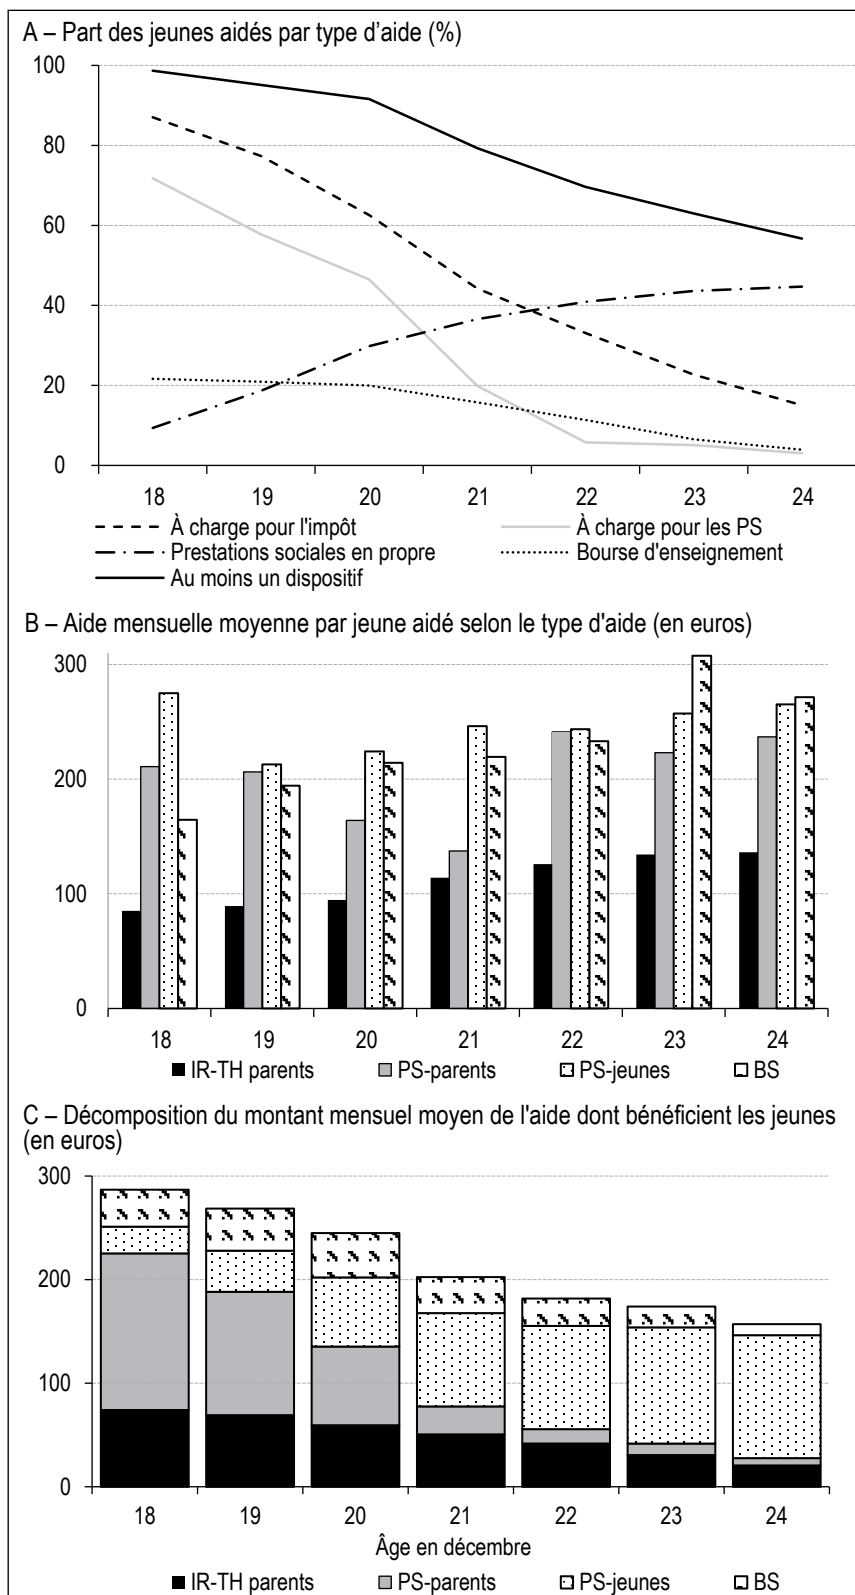 A – Part des jeunes aidés par type d’aide (%)
100
80
60
40
20
0
18 19 20 21 22 23 24
À charge pour l'impôt À charge pour les PS
Prestations sociales en propre Bourse d'enseignement
Au moins un dispositif
B – Aide mensuelle moyenne par jeune aidé selon le type d'aide (en euros)
300
200
100
0
18 19 20 21 22 23 24
IR-TH parents PS-parents PS-jeunes BS
C – Décomposition du montant mensuel moyen de l'aide dont bénéficient les jeunes
(en euros)
300
200
100
0
18 19 20 21 22 23 24
Âge en décembre
IR-TH parents PS-parents PS-jeunes BS